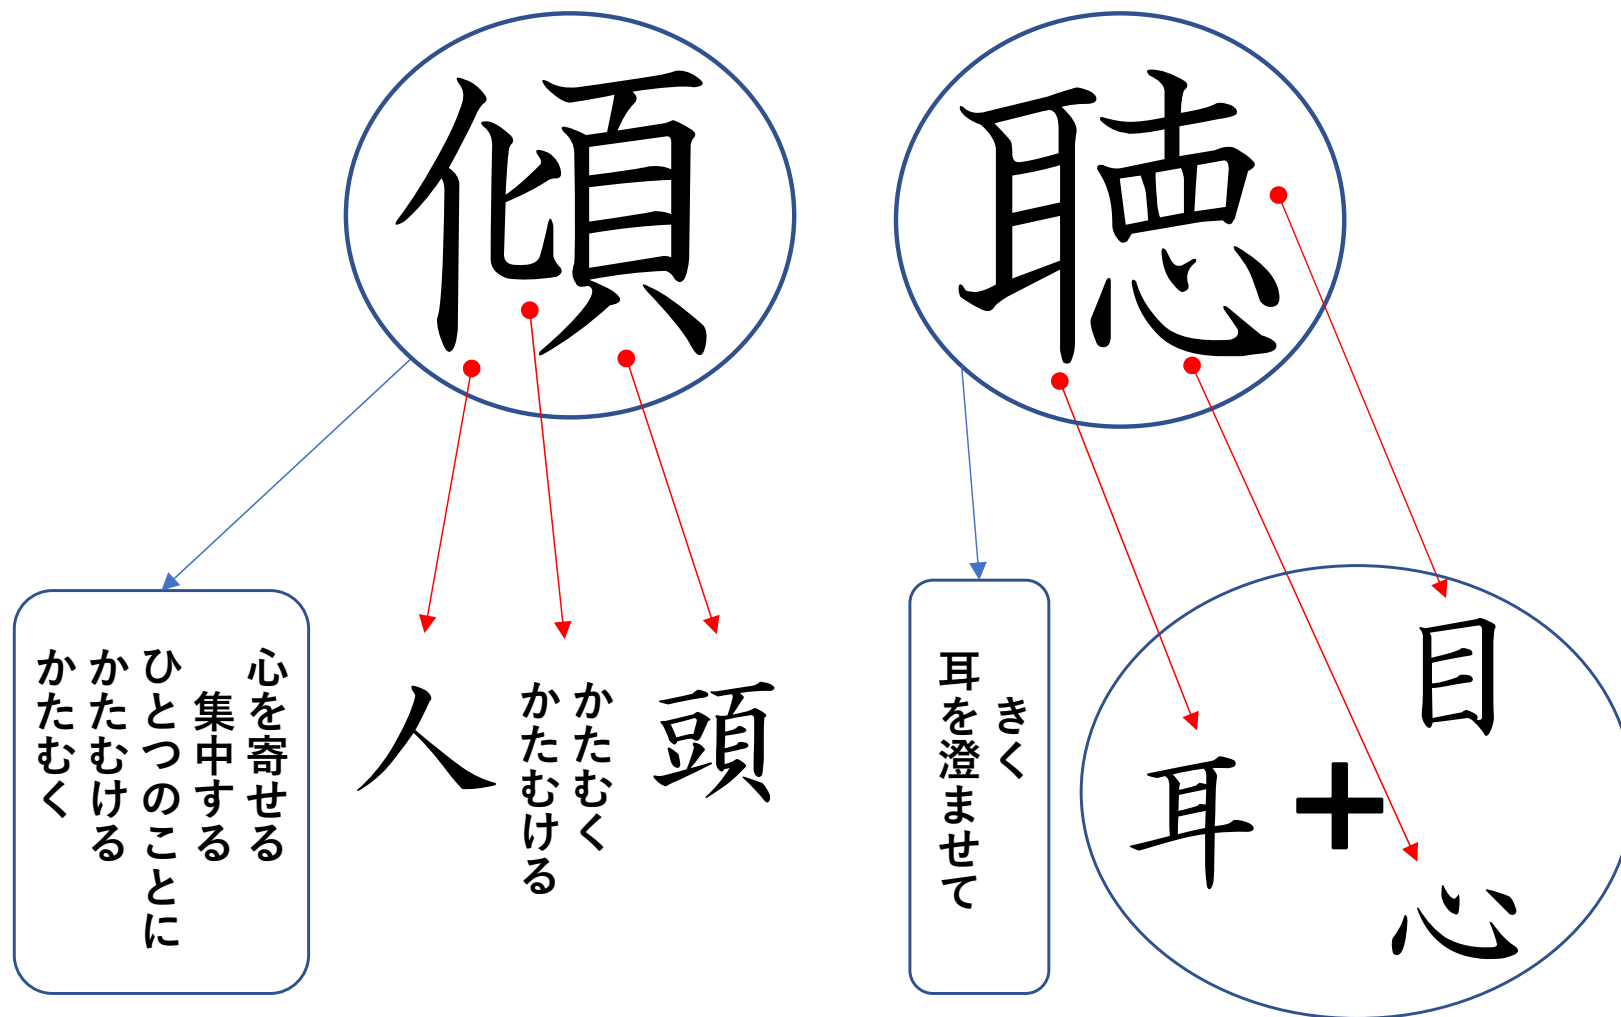 傾
聴
かたむく
かたむける
ひとつのことに
集中する
心を寄せる
人
かたむける
かたむく
頭
耳を澄ませて
きく
耳
+
目
心